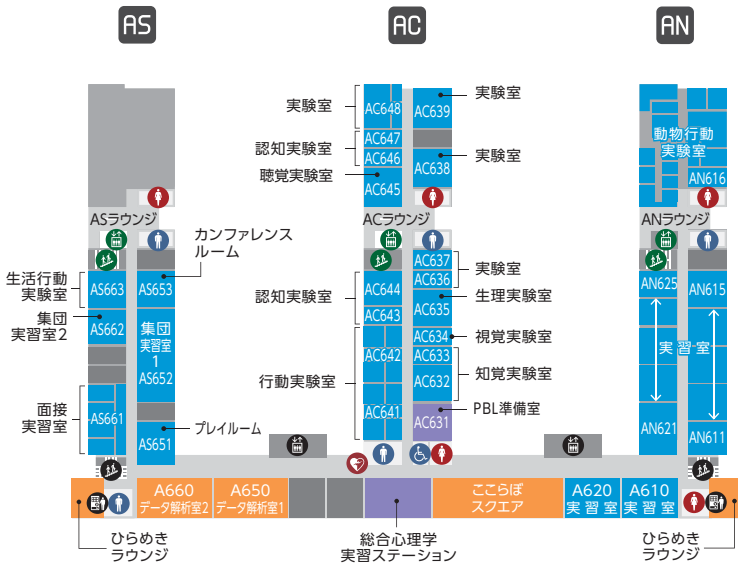 AS
AC
AN
実験室
AC648
AC639
実験室
認知実験室
AC647
AC646
聴覚実験室
AC645
AC638
実験室
動物行動
実験室
AN616
ASラウンジ
ACラウンジ
ANラウンジ
カンファレンス
ルーム
生活行動
実験室
AS663
AS653
集団
実習室2
AS662
集団
実習室
1
AS652
面接
実習室
AS661
AS651
プレイルーム
認知実験室
AC644
AC643
行動実験室
AC642
AC641
AC637
AC636
実験室
AC635
生理実験室
AC634
視覚実験室
AC633
AC632
知覚実験室
AC631
PBL準備室
AN625
AN615
実習室
AN621
AN611
A660
データ解析室2
A650
データ解析室1
ここらぼ
スクエア
A620
実習室
A610
実習室
ひらめき
ラウンジ
総合心理学
実習ステーション
ひらめき
ラウンジ